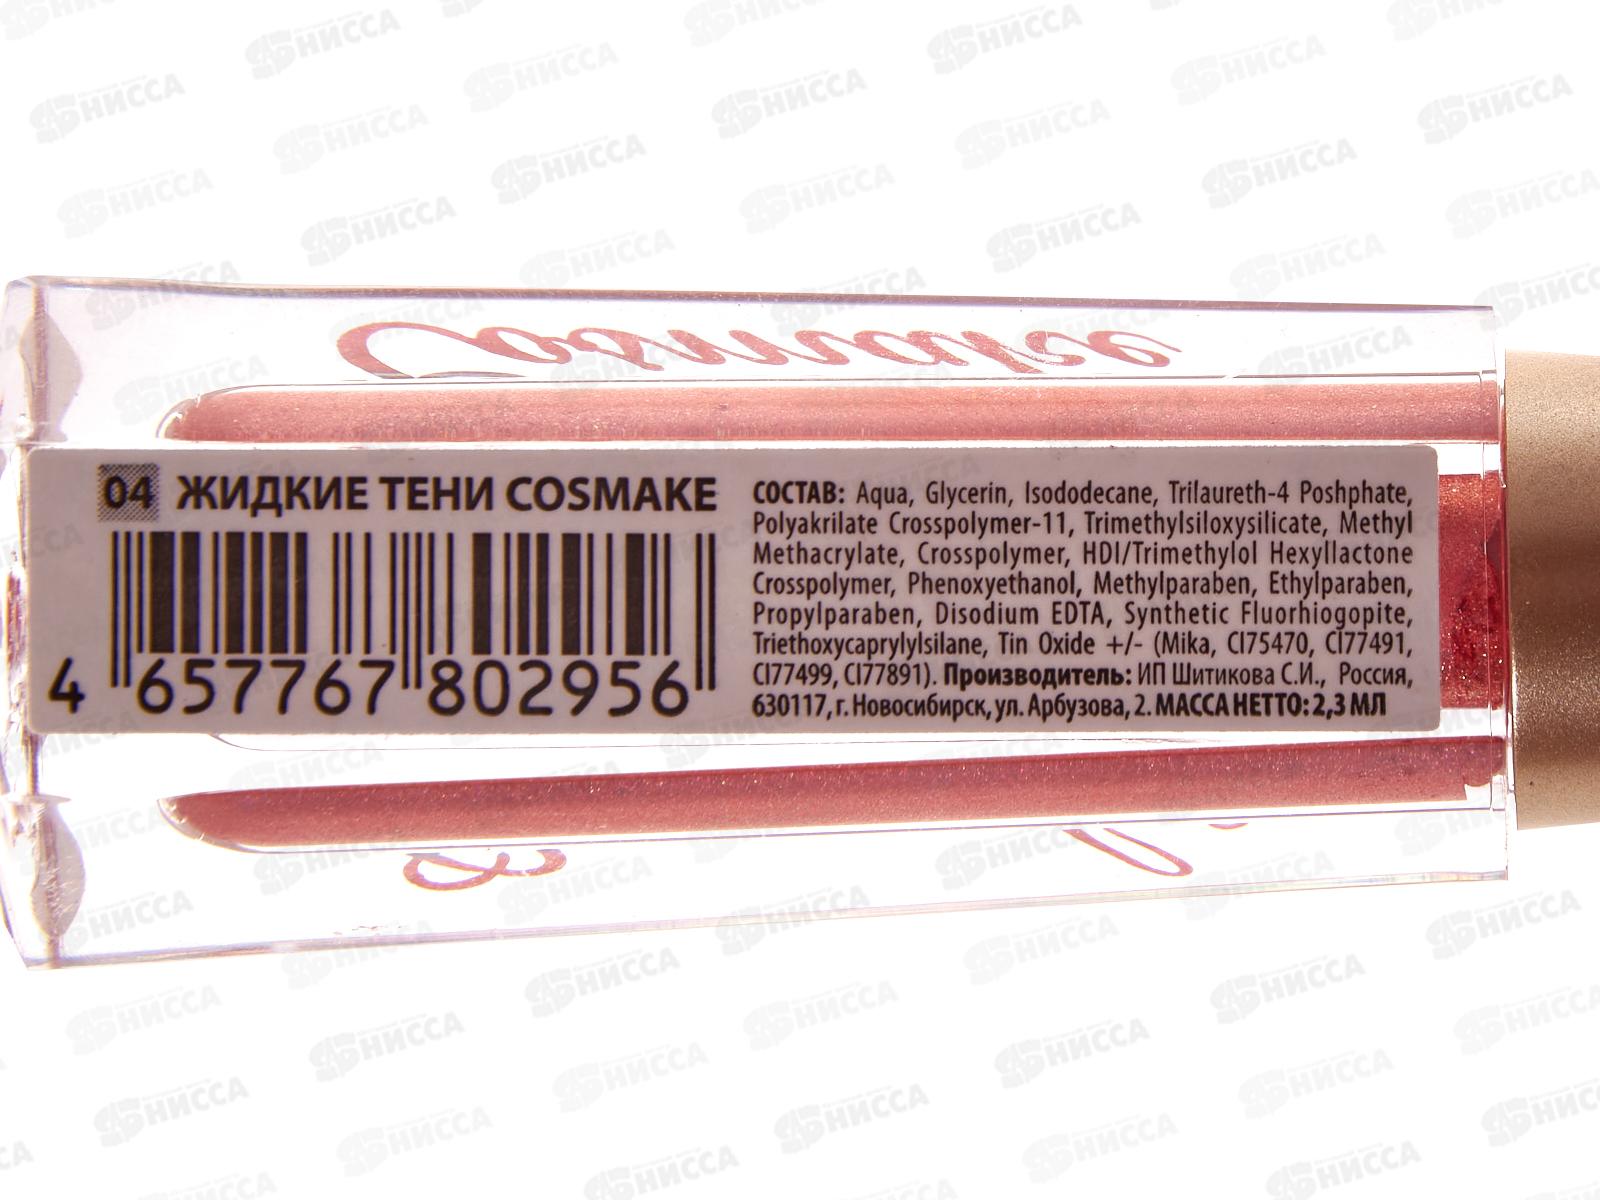 Cosmake
04 ЖИДКИЕ ТЕНИ COSMAKE
4 657767 802956
СОСТАВ: Aqua, Glycerin, Isododecane, Trilaureth-4 Poshphate,
Polyakrilate Crosspolymer-11, Trimethylsiloxysilicate, Methyl
Methacrylate, Crosspolymer, HDI/Trimethylol Hexyllactone
Crosspolymer, Phenoxyethanol, Methylparaben, Ethylparaben,
Propylparaben, Disodium EDTA, Synthetic Fluorhiogopite,
Triethoxycaprylylsilane, Tin Oxide +/- (Mika, CI75470, CI77491,
CI77499, CI77891). Производитель: ИП Шитикова С.И., Россия,
630117, г. Новосибирск, ул. Арбузова, 2. МАССА НЕТТО: 2,3 МЛ
НИССА